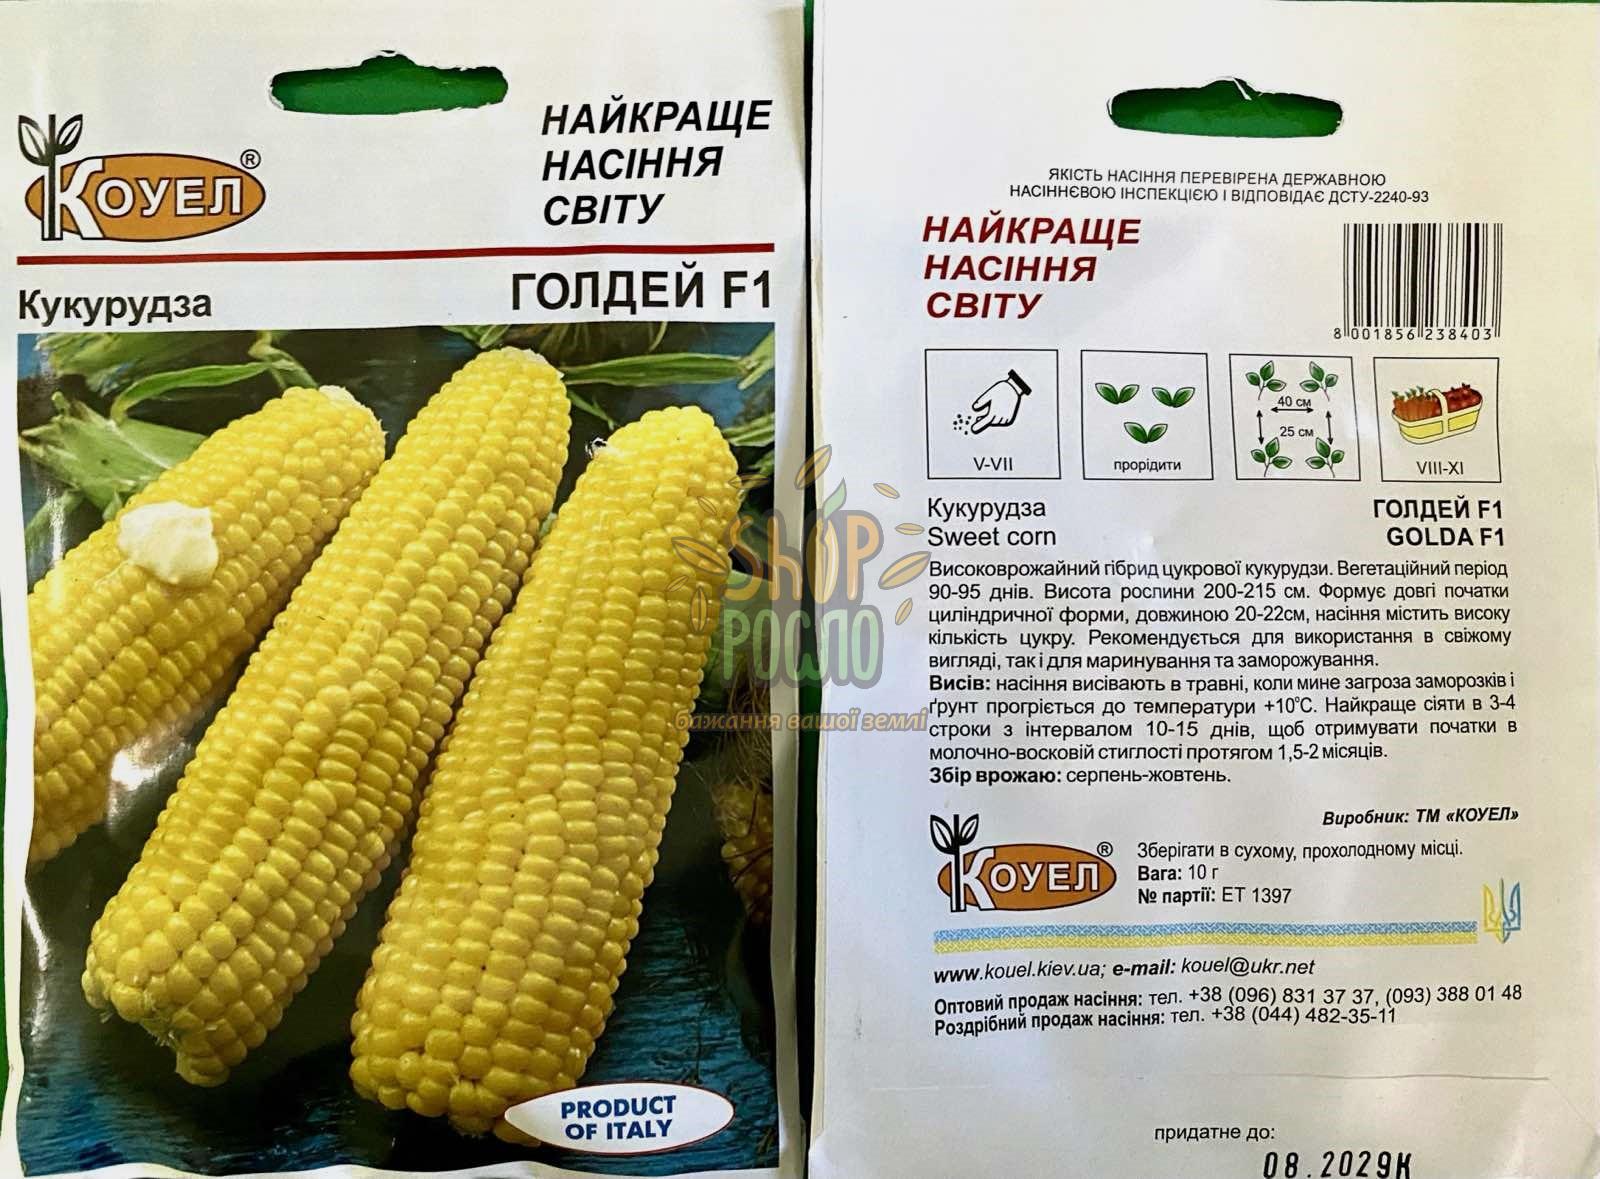 КОУЕЛ ®
НАЙКРАЩЕ
НАСІННЯ
СВІТУ
Кукурудза
ГОЛДЕЙ F1
PRODUCT
OF ITALY
ЯКІСТЬ НАСІННЯ ПЕРЕВІРЕНА ДЕРЖАВНОЮ
НАСІННЄВОЮ ІНСПЕКЦІЄЮ І ВІДПОВІДАЄ ДСТУ-2240-93
НАЙКРАЩЕ
НАСІННЯ
СВІТУ
8 001856 238403
V-VII
прорідити
40 см
25 см
VIII-XI
Кукурудза
ГОЛДЕЙ F1
Sweet corn
GOLDA F1
Високоврожайний гібрид цукрової кукурудзи. Вегетаційний період
90-95 днів. Висота рослини 200-215 см. Формує довгі початки
циліндричної форми, довжиною 20-22см, насіння містить високу
кількість цукру. Рекомендується для використання в свіжому
вигляді, так і для маринування та заморожування.
Висів: насіння висівають в травні, коли мине загроза заморозків і
ґрунт прогріється до температури +10°С. Найкраще сіяти в 3-4
строки з інтервалом 10-15 днів, щоб отримувати початки в
молочно-восковій стиглості протягом 1,5-2 місяців.
Збір врожаю: серпень-жовтень.
Виробник: ТМ «КОУЕЛ»
КОУЕЛ ®
Зберігати в сухому, прохолодному місці.
Вага: 10 г
№ партії: ЕТ 1397
www.kouel.kiev.ua; e-mail: kouel@ukr.net
Оптовий продаж насіння: тел. +38 (096) 831 37 37, (093) 388 01 48
Роздрібний продаж насіння: тел. +38 (044) 482-35-11
придатне до:
08.2029К
SHOP
РОСЛО
бажання вашої землі